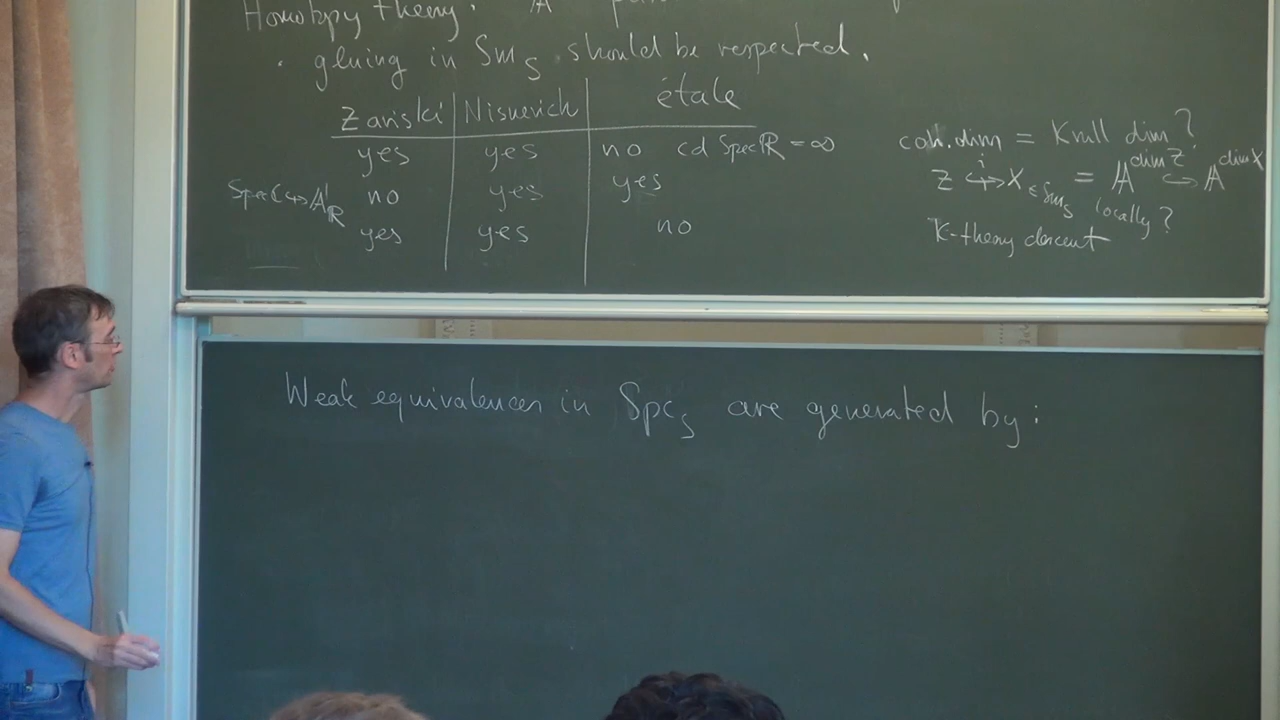 Homotopy theory. A
· gluing in Sm_S should be respected.
Zariski Nisnevich étale
yes yes no cd Spec ℝ = ∞ coh. dim = Krull dim?
Spec ℂ ↪ 𝔸¹_ℝ no yes yes Z ↪ⁱ X ∈ Sm_S = 𝔸^dim Z ↪ 𝔸^dim X locally?
yes yes no K-theory descent
Weak equivalences in Spc_S are generated by: